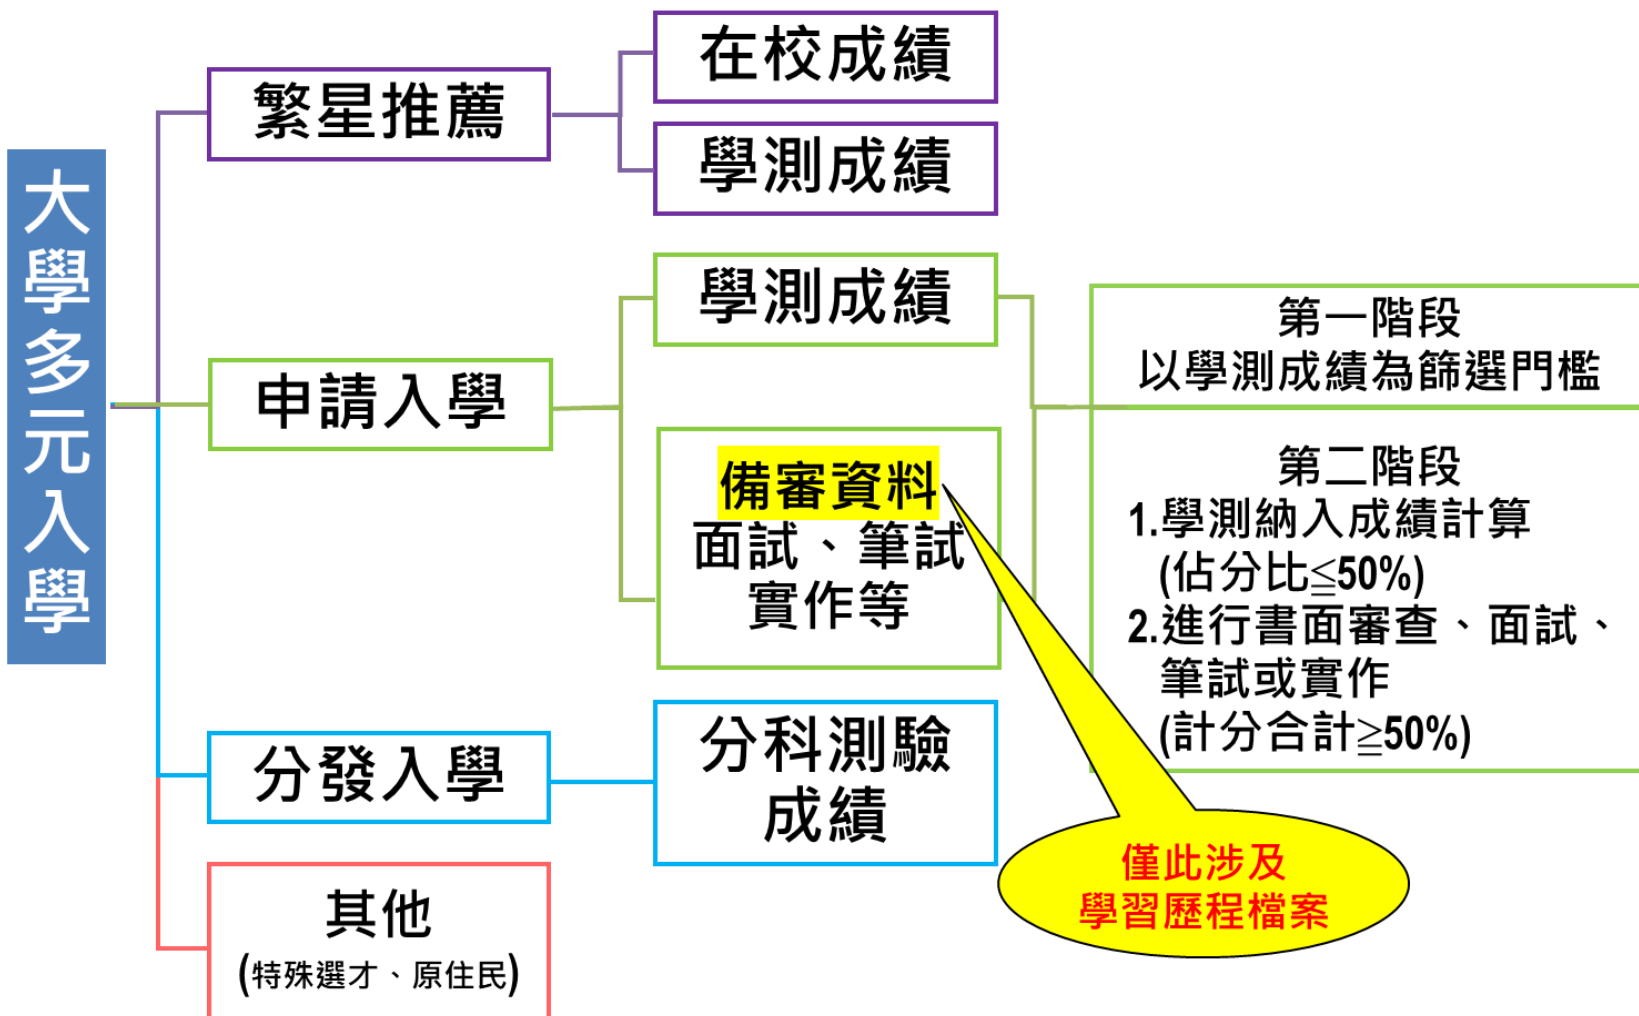 大學多元入學
繁星推薦
在校成績
學測成績
申請入學
學測成績
備審資料
面試、筆試
實作等
第一階段
以學測成績為篩選門檻
第二階段
1.學測納入成績計算
(佔分比≦50%)
2.進行書面審查、面試、
筆試或實作
(計分合計≧50%)
分發入學
分科測驗
成績
僅此涉及
學習歷程檔案
其他
(特殊選才、原住民)